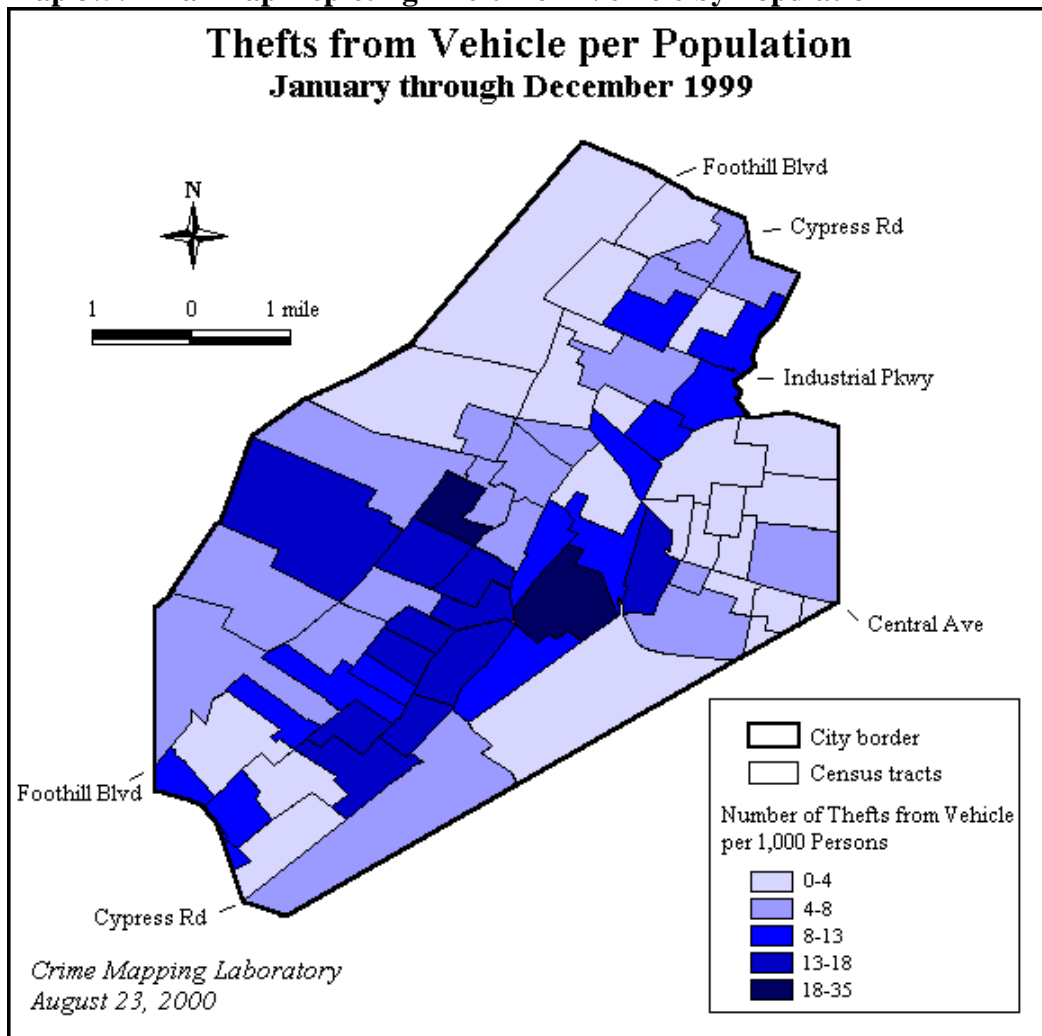 Thefts from Vehicle per Population
January through December 1999
Foothill Blvd
N
Cypress Rd
1 0 1 mile
Industrial Pkwy
Central Ave
City border
Foothill Blvd
Census tracts
Number of Thefts from Vehicle
per 1,000 Persons
0-4
4-8
Cypress Rd
8-13
13-18
18-35
Crime Mapping Laboratory
August 23, 2000